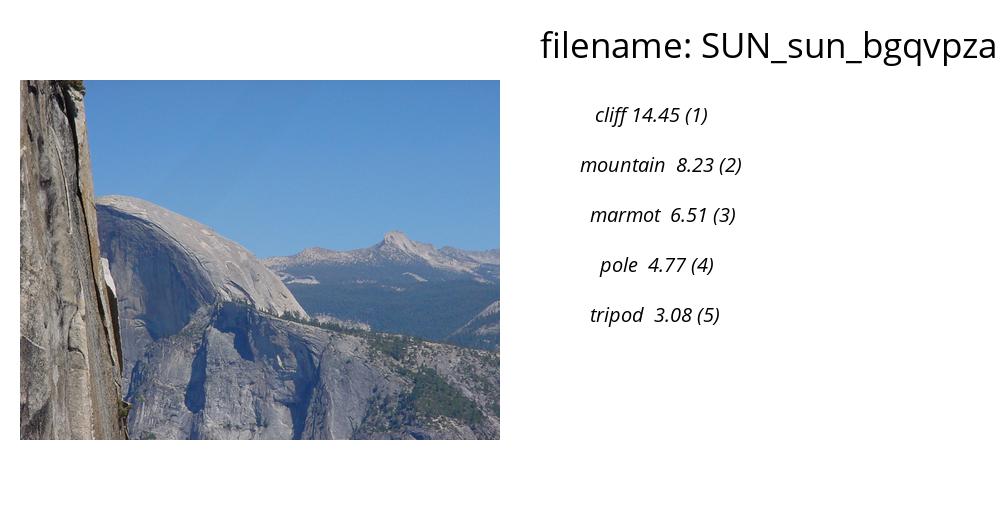 filename: SUN_sun_bgqvpza
cliff 14.45 (1)
mountain 8.23 (2)
marmot 6.51 (3)
pole 4.77 (4)
tripod 3.08 (5)